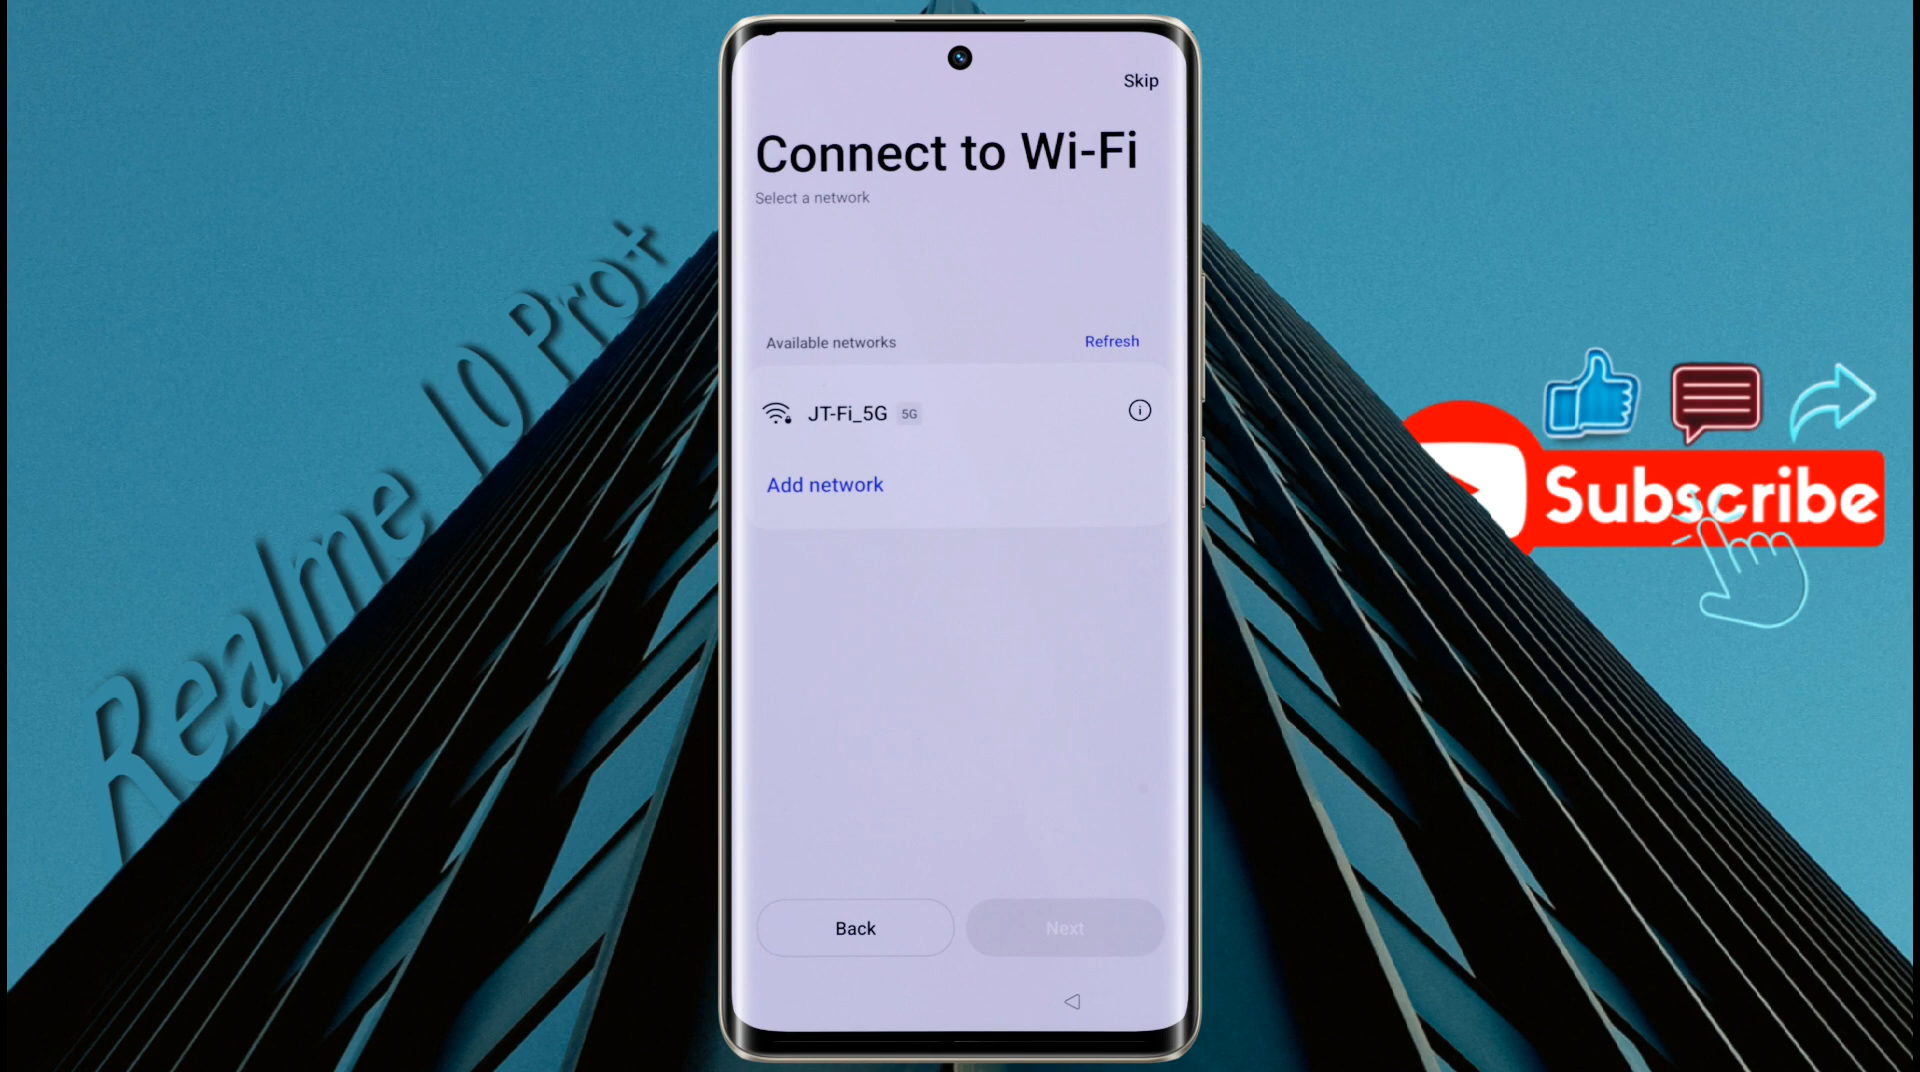 Skip
Connect to Wi-Fi
Select a network
Available networks
Refresh
JT-Fi_5G 5G
Add network
Back
Next
Realme 10 Pro+
Subscribe